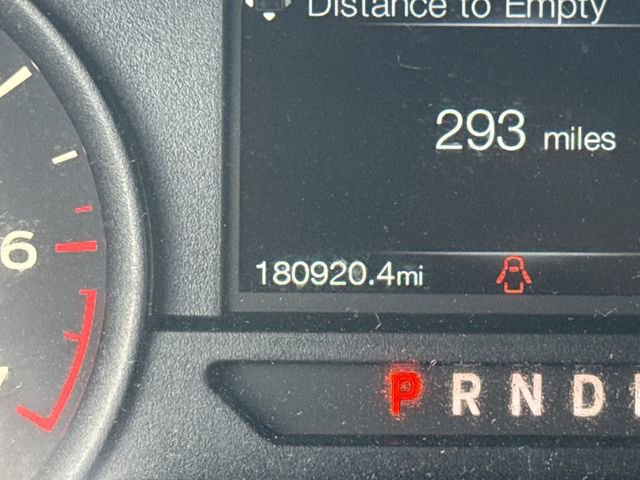 Distance to Empty
293 miles
6
180920.4mi
P R N D